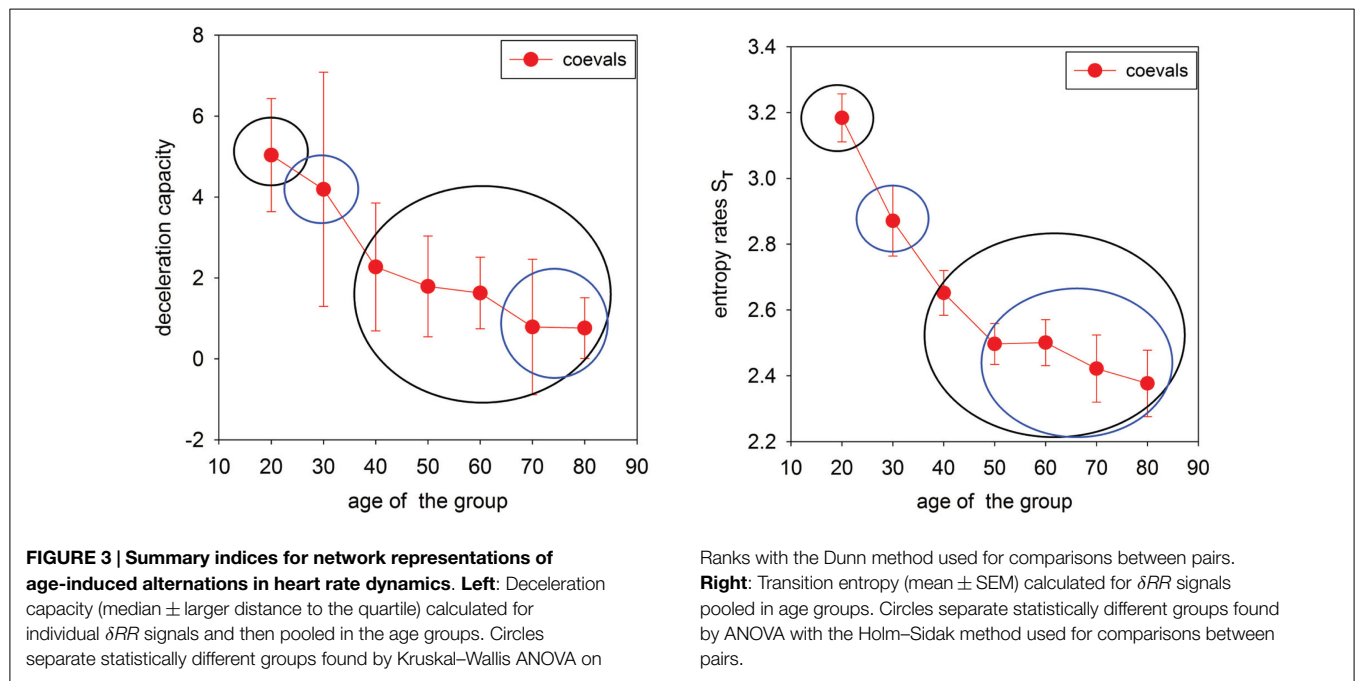 8
6
4
2
0
-2
deceleration capacity
coevals
10 20 30 40 50 60 70 80 90
age of the group
3.4
3.2
3.0
2.8
2.6
2.4
2.2
entropy rates S_T
coevals
10 20 30 40 50 60 70 80 90
age of the group
FIGURE 3 | Summary indices for network representations of
age-induced alternations in heart rate dynamics. Left: Deceleration
capacity (median ± larger distance to the quartile) calculated for
individual δRR signals and then pooled in the age groups. Circles
separate statistically different groups found by Kruskal–Wallis ANOVA on
Ranks with the Dunn method used for comparisons between pairs.
Right: Transition entropy (mean ± SEM) calculated for δRR signals
pooled in age groups. Circles separate statistically different groups found
by ANOVA with the Holm–Sidak method used for comparisons between
pairs.